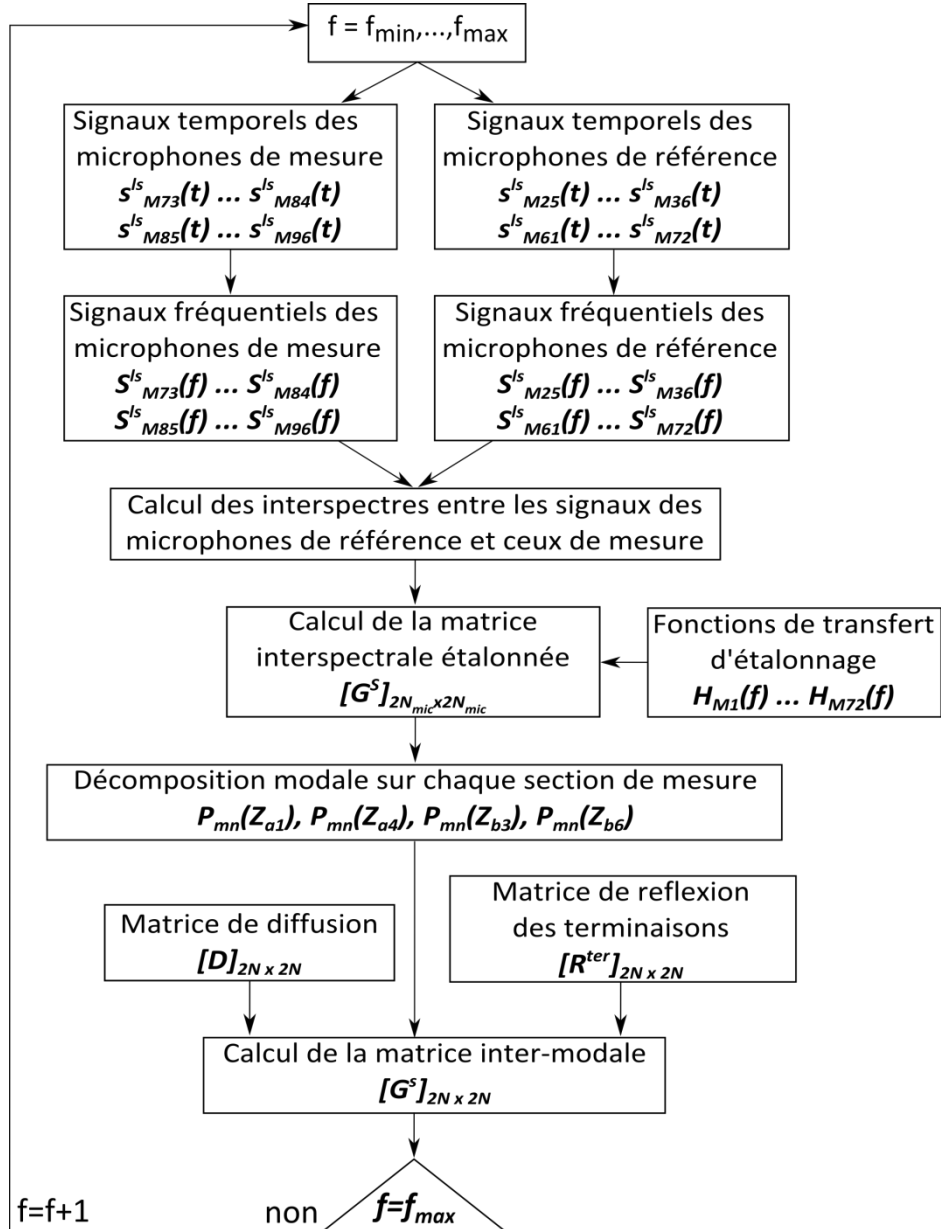 f = f_min,...,f_max
Signaux temporels des
microphones de mesure
s^ls_M73(t) ... s^ls_M84(t)
s^ls_M85(t) ... s^ls_M96(t)
Signaux temporels des
microphones de référence
s^ls_M25(t) ... s^ls_M36(t)
s^ls_M61(t) ... s^ls_M72(t)
Signaux fréquentiels des
microphones de mesure
S^ls_M73(f) ... S^ls_M84(f)
S^ls_M85(f) ... S^ls_M96(f)
Signaux fréquentiels des
microphones de référence
S^ls_M25(f) ... S^ls_M36(f)
S^ls_M61(f) ... S^ls_M72(f)
Calcul des interspectres entre les signaux des
microphones de référence et ceux de mesure
Calcul de la matrice
interspectrale étalonnée
[G^S]_2N_mic x 2N_mic
Fonctions de transfert
d'étalonnage
H_M1(f) ... H_M72(f)
Décomposition modale sur chaque section de mesure
P_mn(Z_a1), P_mn(Z_a4), P_mn(Z_b3), P_mn(Z_b6)
Matrice de diffusion
[D]_2N x 2N
Matrice de reflexion
des terminaisons
[R^ter]_2N x 2N
Calcul de la matrice inter-modale
[G^s]_2N x 2N
f=f+1
non
f=f_max